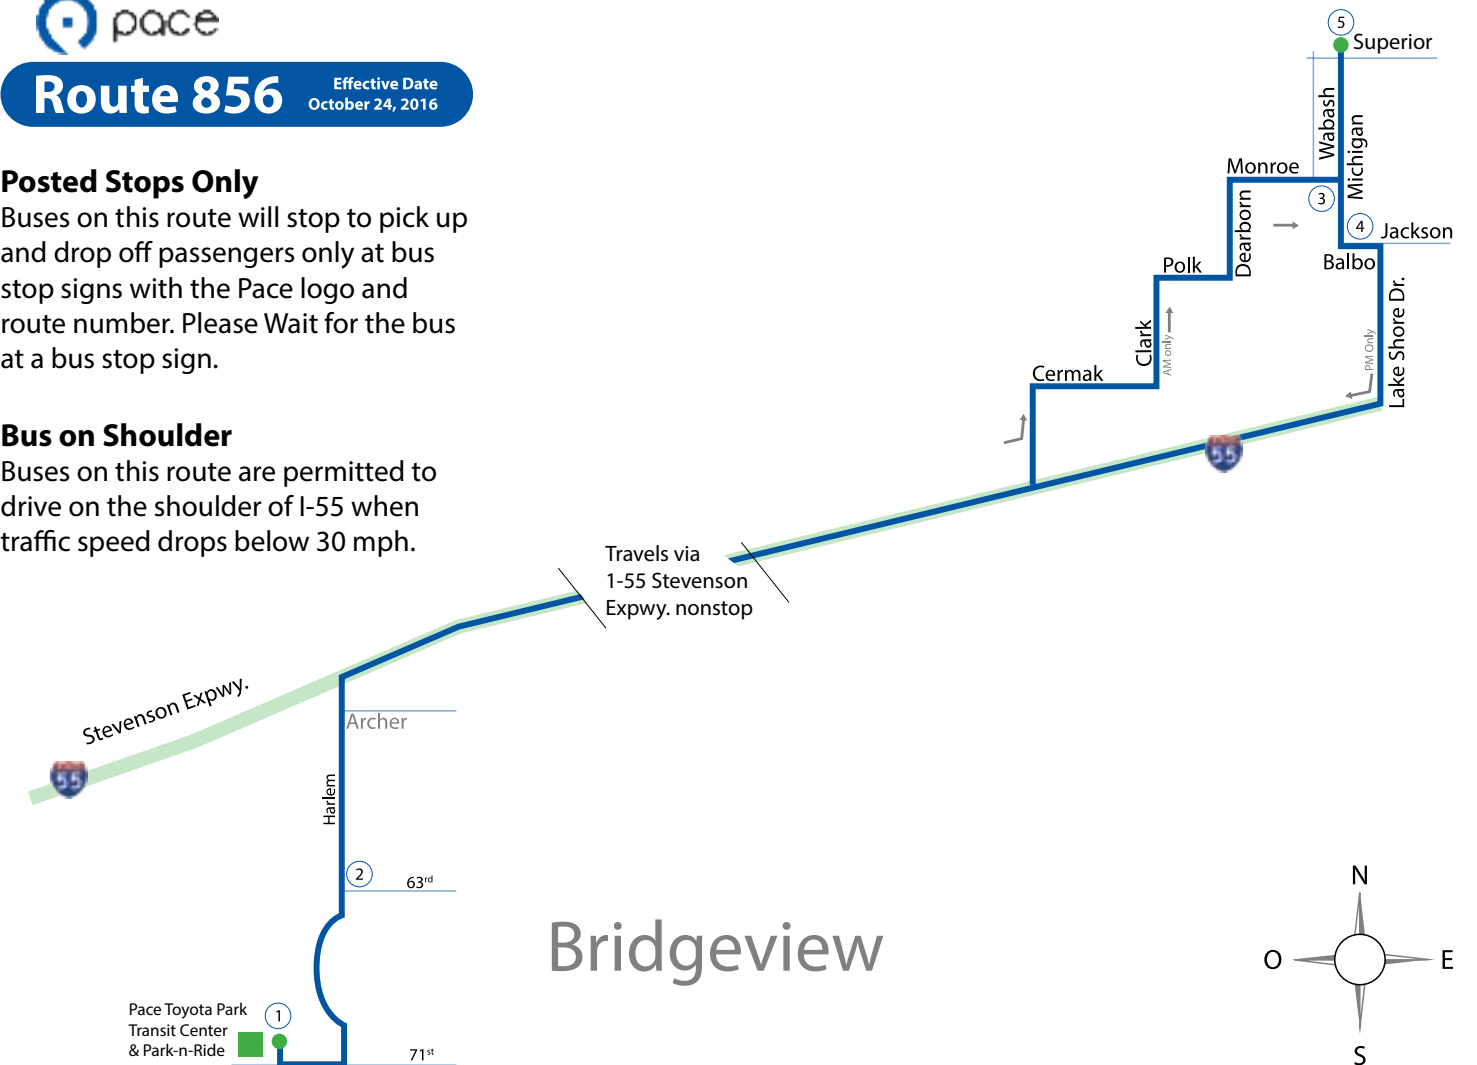 pace
Route 856
Effective Date
October 24, 2016
Posted Stops Only
Buses on this route will stop to pick up
and drop off passengers only at bus
stop signs with the Pace logo and
route number. Please Wait for the bus
at a bus stop sign.
Bus on Shoulder
Buses on this route are permitted to
drive on the shoulder of I-55 when
traffic speed drops below 30 mph.
5
Superior
Wabash
Michigan
Monroe
3
Dearborn
4
Jackson
Balbo
Polk
Clark
AM only
Cermak
PM Only
Lake Shore Dr.
55
Travels via
1-55 Stevenson
Expwy. nonstop
Stevenson Expwy.
55
Archer
Harlem
2
63rd
Bridgeview
Pace Toyota Park
Transit Center
& Park-n-Ride
1
71st
N
O
E
S